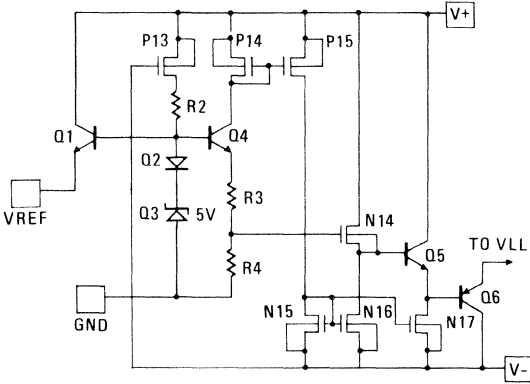 V+
P13
P14
P15
R2
Q1
Q4
Q2
VREF
Q3
5V
R3
N14
Q5
TO VLL
R4
Q6
GND
N15
N16
N17
V-